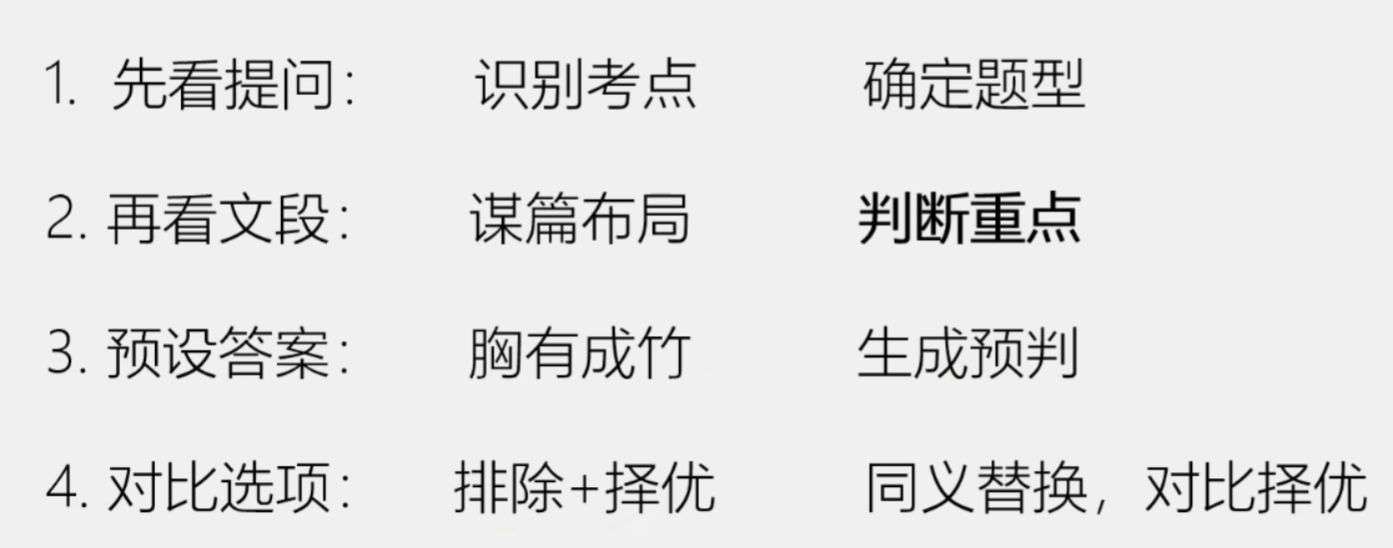 1. 先看提问： 识别考点 确定题型
2. 再看文段： 谋篇布局 判断重点
3. 预设答案： 胸有成竹 生成预判
4. 对比选项： 排除+择优 同义替换，对比择优